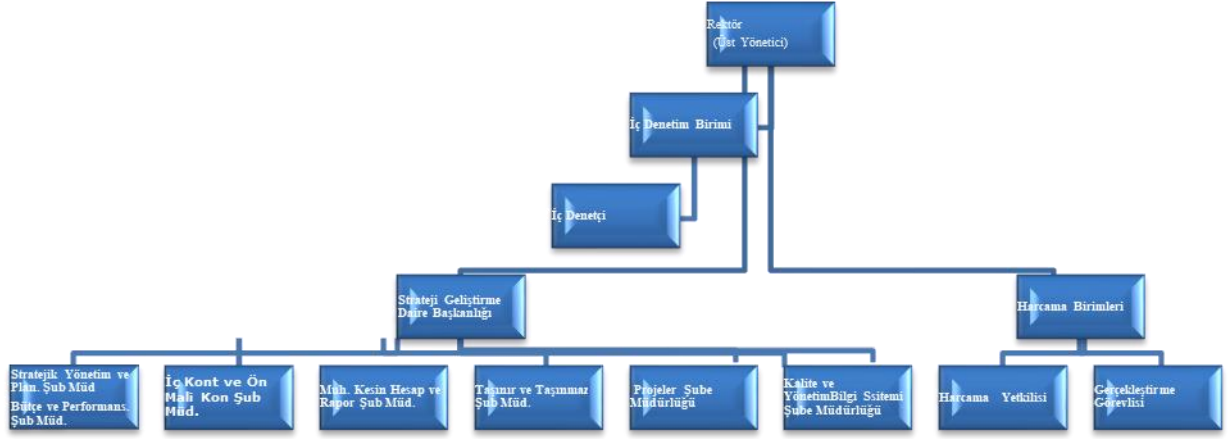 Rektör
(Üst Yönetici)
İç Denetim Birimi
İç Denetçi
Strateji Geliştirme
Daire Başkanlığı
Harcama Birimleri
Stratejik Yönetim ve
Plan. Şub Müd
Bütçe ve Performans.
Şub Müd.
İç Kont ve Ön
Mali Kon Şub
Müd.
Muh. Kesin Hesap ve
Rapor Şub Müd.
Taşınır ve Taşınmaz
Şub Müd.
Projeler Şube
Müdürlüğü
Kalite ve
YönetimBilgi Ssitemi
Şube Müdürlüğü
Harcama Yetkilisi
Gerçekleştirme
Görevlisi